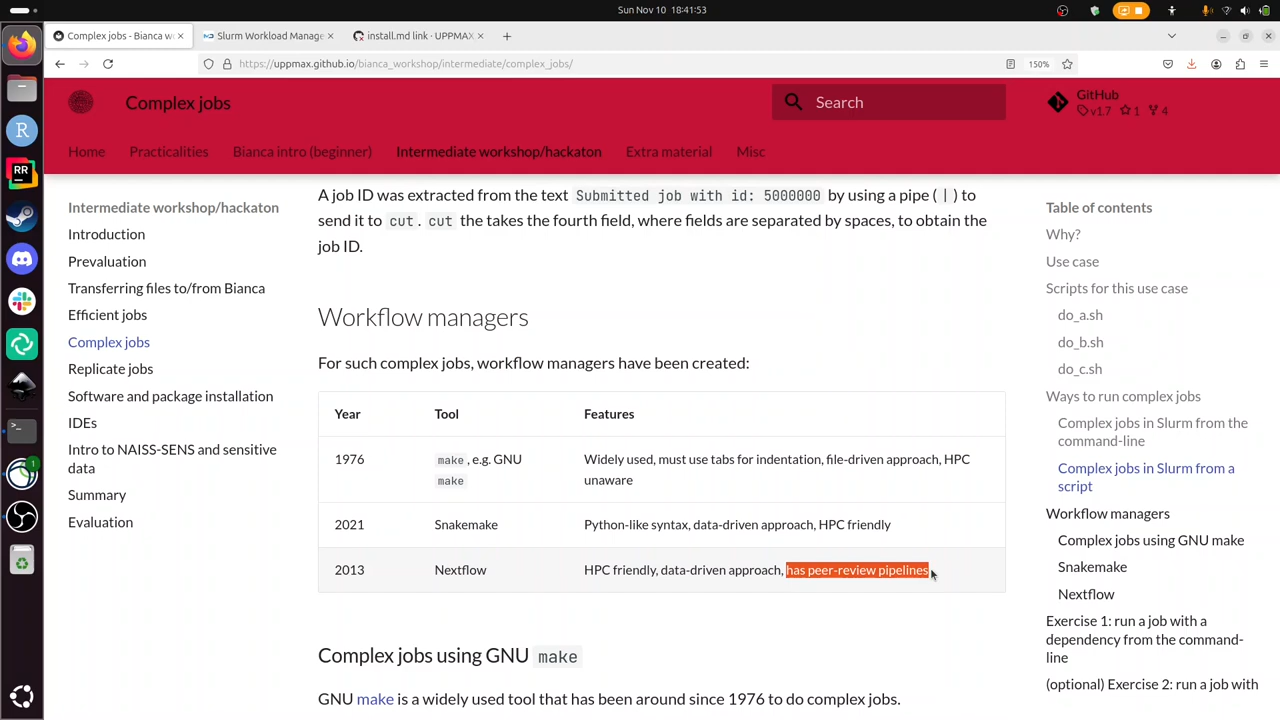 Sun Nov 10 18:41:53
Complex jobs - Bianca w
Slurm Workload Manage
install.md link · UPPMAX
https://uppmax.github.io/bianca_workshop/intermediate/complex_jobs/
150%
Complex jobs
Search
GitHub
v1.7 1 4
Home Practicalities Bianca intro (beginner) Intermediate workshop/hackaton Extra material Misc
Intermediate workshop/hackaton
Introduction
Prevaluation
Transferring files to/from Bianca
Efficient jobs
Complex jobs
Replicate jobs
Software and package installation
IDEs
Intro to NAISS-SENS and sensitive
data
Summary
Evaluation
A job ID was extracted from the text Submitted job with id: 5000000 by using a pipe ( | ) to
send it to cut . cut the takes the fourth field, where fields are separated by spaces, to obtain the
job ID.
Workflow managers
For such complex jobs, workflow managers have been created:
Year Tool Features
1976 make , e.g. GNU make Widely used, must use tabs for indentation, file-driven approach, HPC
unaware
2021 Snakemake Python-like syntax, data-driven approach, HPC friendly
2013 Nextflow HPC friendly, data-driven approach, has peer-review pipelines
Complex jobs using GNU make
GNU make is a widely used tool that has been around since 1976 to do complex jobs.
Table of contents
Why?
Use case
Scripts for this use case
do_a.sh
do_b.sh
do_c.sh
Ways to run complex jobs
Complex jobs in Slurm from the
command-line
Complex jobs in Slurm from a
script
Workflow managers
Complex jobs using GNU make
Snakemake
Nextflow
Exercise 1: run a job with a
dependency from the command-
line
(optional) Exercise 2: run a job with
R
RR
1